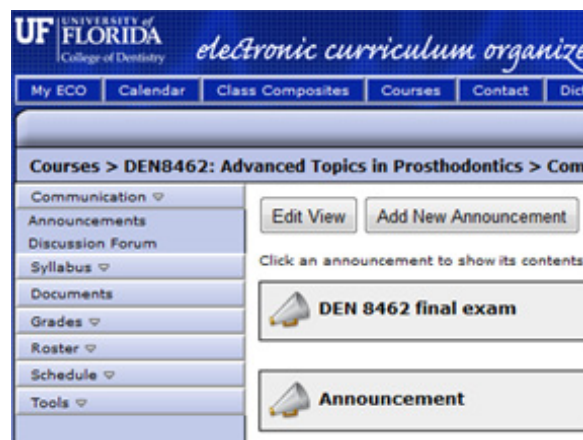 UF UNIVERSITY of
FLORIDA
College of Dentistry
electronic curriculum organize
My ECO Calendar Class Composites Courses Contact Dic
Courses > DEN8462: Advanced Topics in Prosthodontics > Com
Communication
Announcements
Discussion Forum
Syllabus
Documents
Grades
Roster
Schedule
Tools
Edit View Add New Announcement
Click an announcement to show its contents
DEN 8462 final exam
Announcement